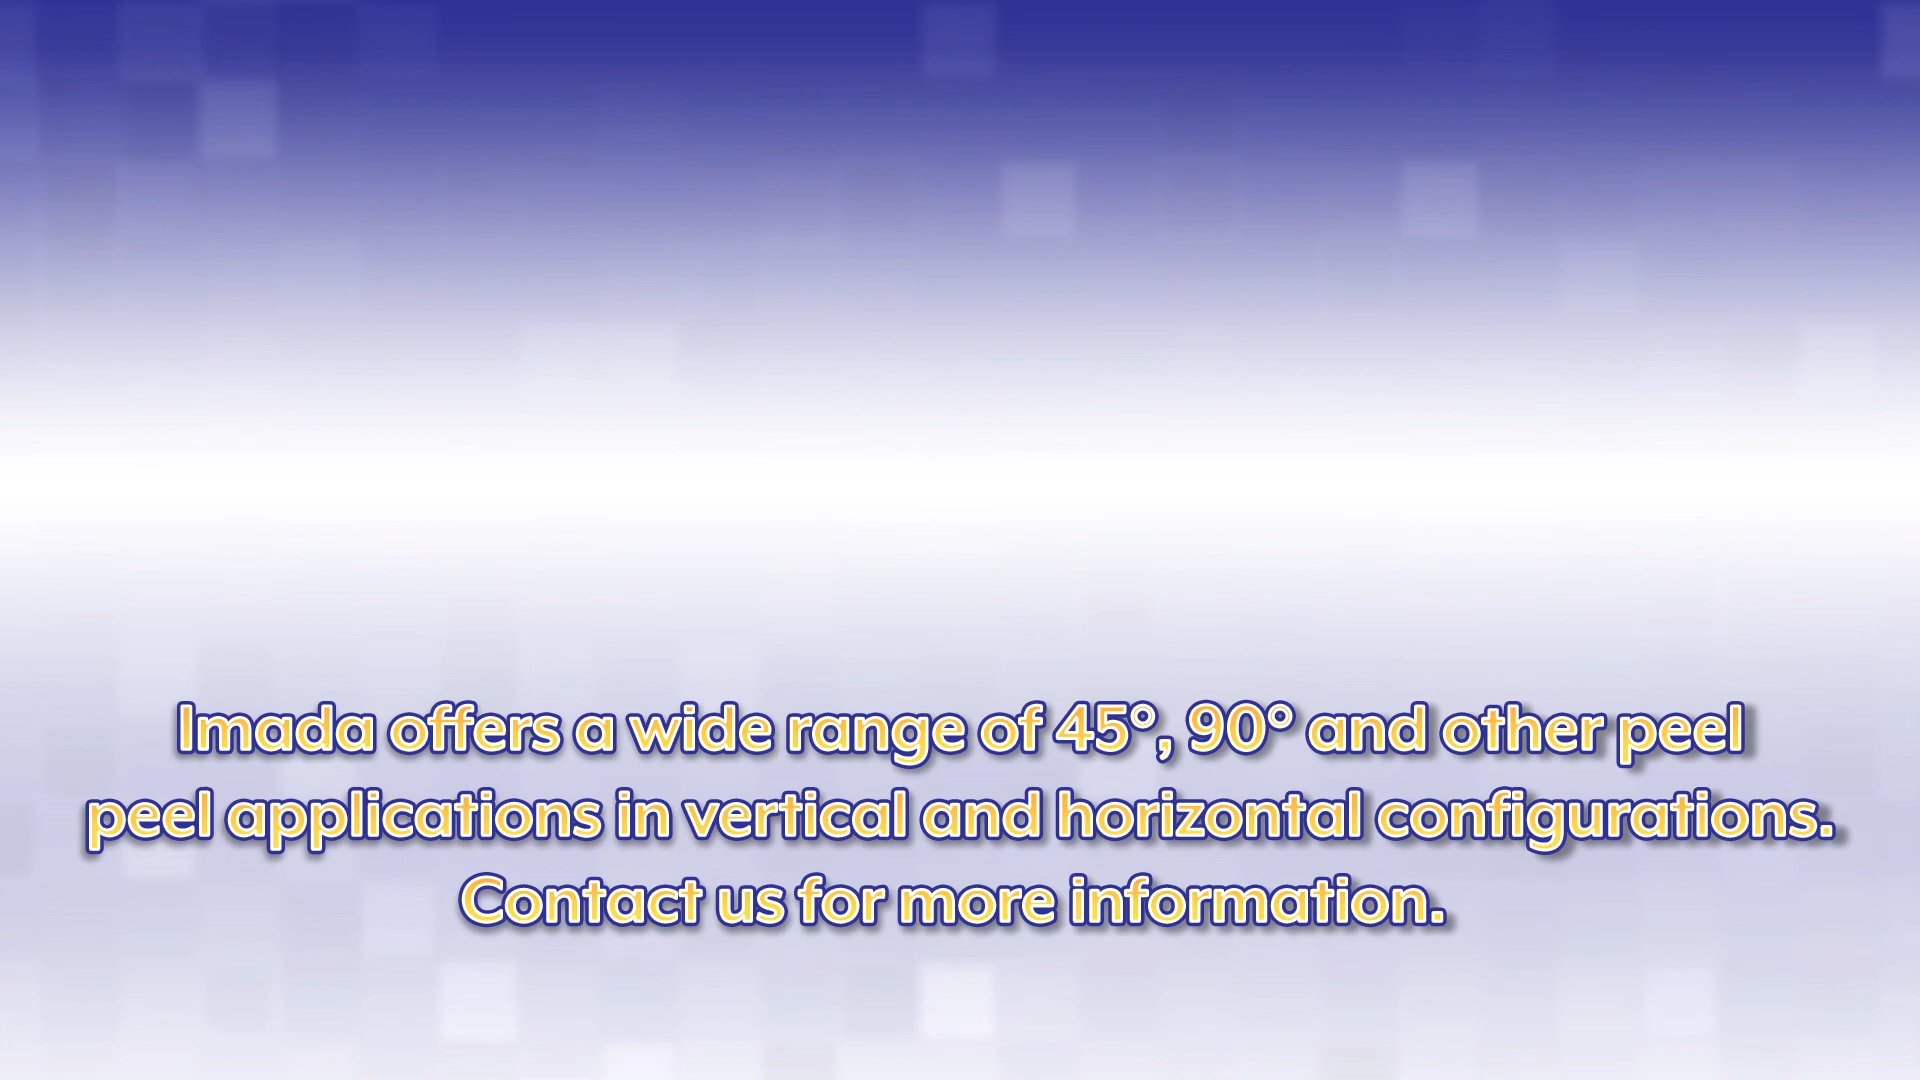 Imada offers a wide range of 45°, 90° and other peel
peel applications in vertical and horizontal configurations.
Contact us for more information.